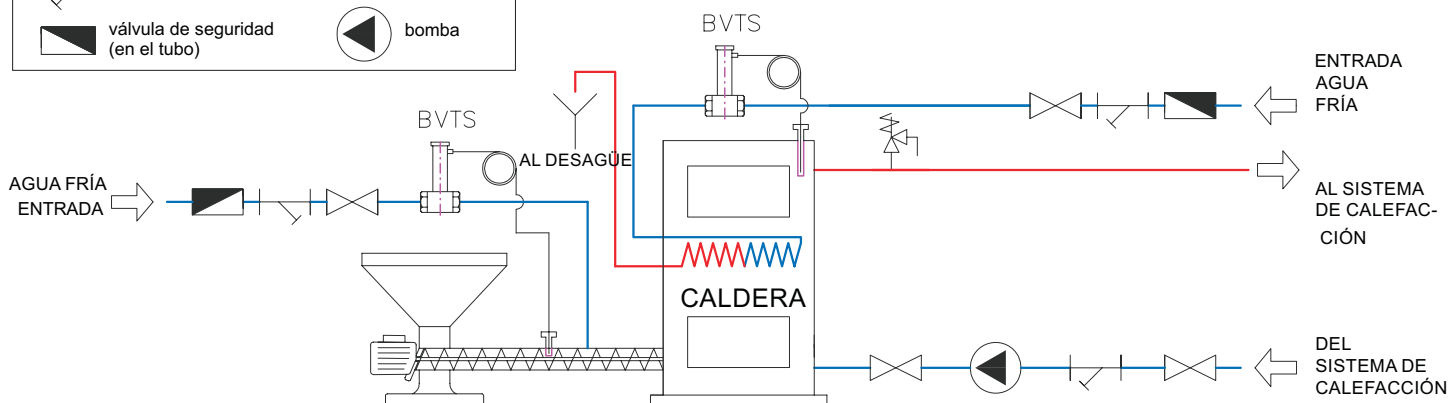 válvula de seguridad
(en el tubo)
bomba
BVTS
ENTRADA
AGUA
FRÍA
BVTS
AL DESAGÜE
AGUA FRÍA
ENTRADA
AL SISTEMA
DE CALEFAC-
CIÓN
CALDERA
DEL
SISTEMA DE
CALEFACCIÓN